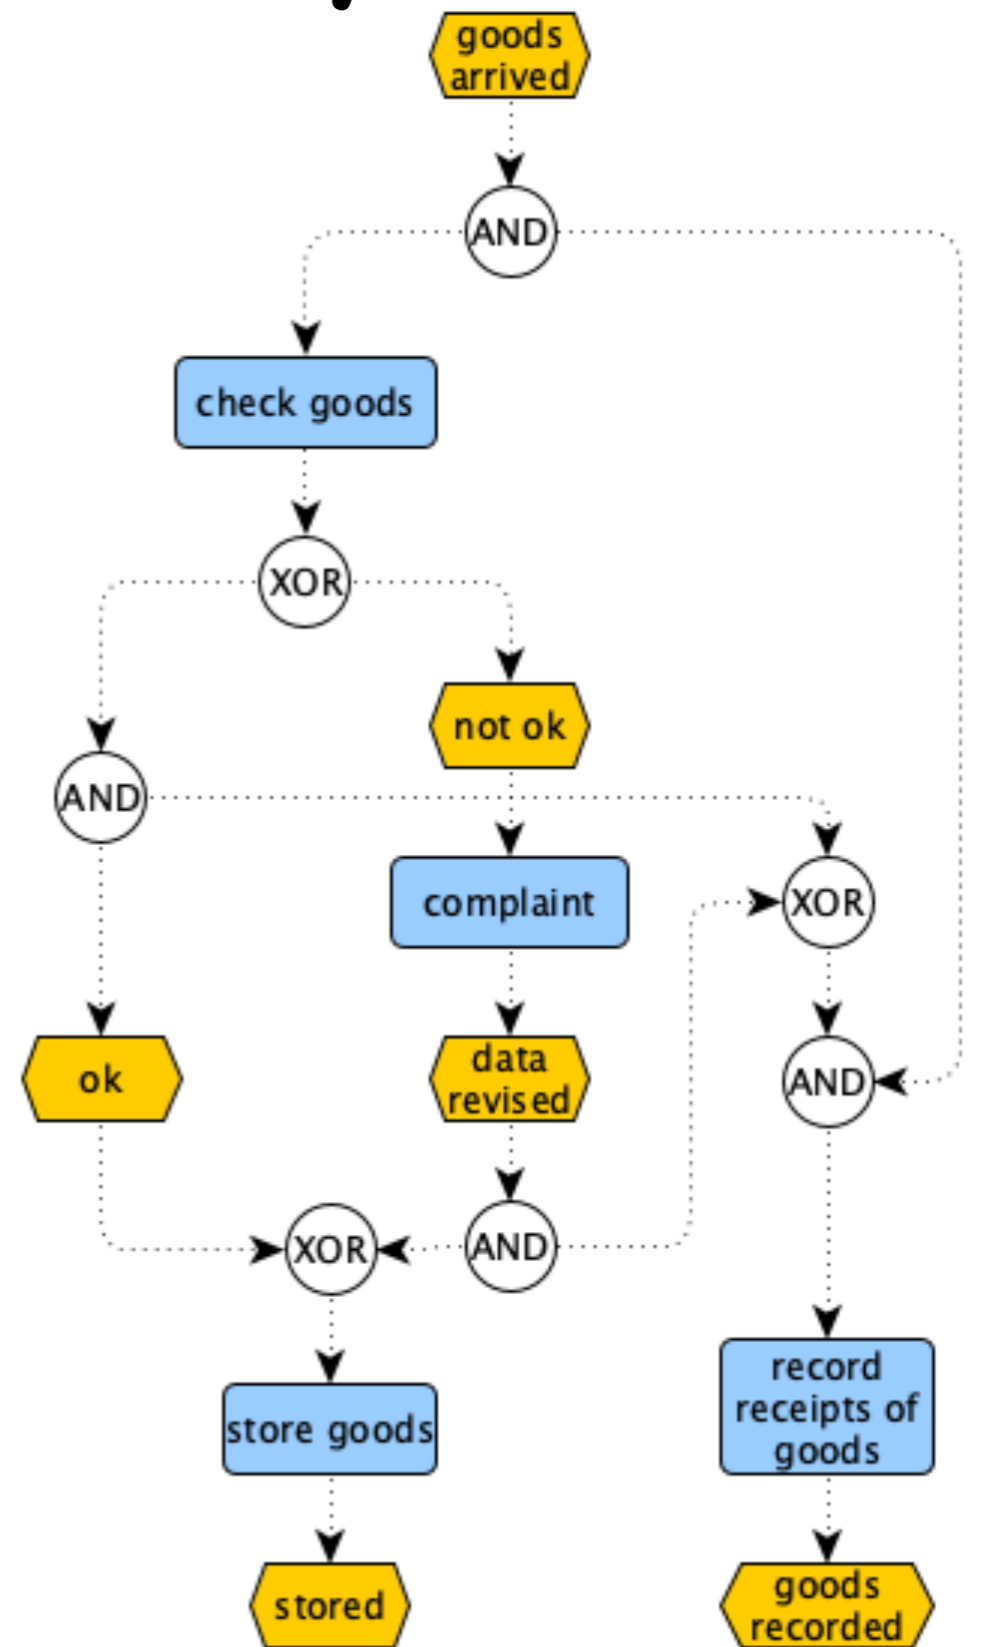 goods
arrived
AND
check goods
XOR
not ok
AND
complaint
XOR
ok
data
revised
AND
XOR
AND
record
receipts of
goods
store goods
stored
goods
recorded